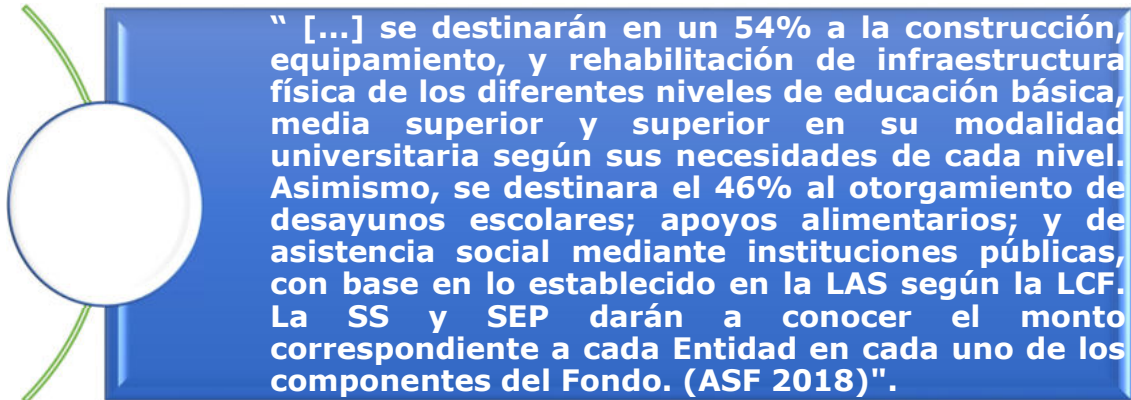 “ [...] se destinarán en un 54% a la construcción,
equipamiento, y rehabilitación de infraestructura
física de los diferentes niveles de educación básica,
media superior y superior en su modalidad
universitaria según sus necesidades de cada nivel.
Asimismo, se destinara el 46% al otorgamiento de
desayunos escolares; apoyos alimentarios; y de
asistencia social mediante instituciones públicas,
con base en lo establecido en la LAS según la LCF.
La SS y SEP darán a conocer el monto
correspondiente a cada Entidad en cada uno de los
componentes del Fondo. (ASF 2018)".